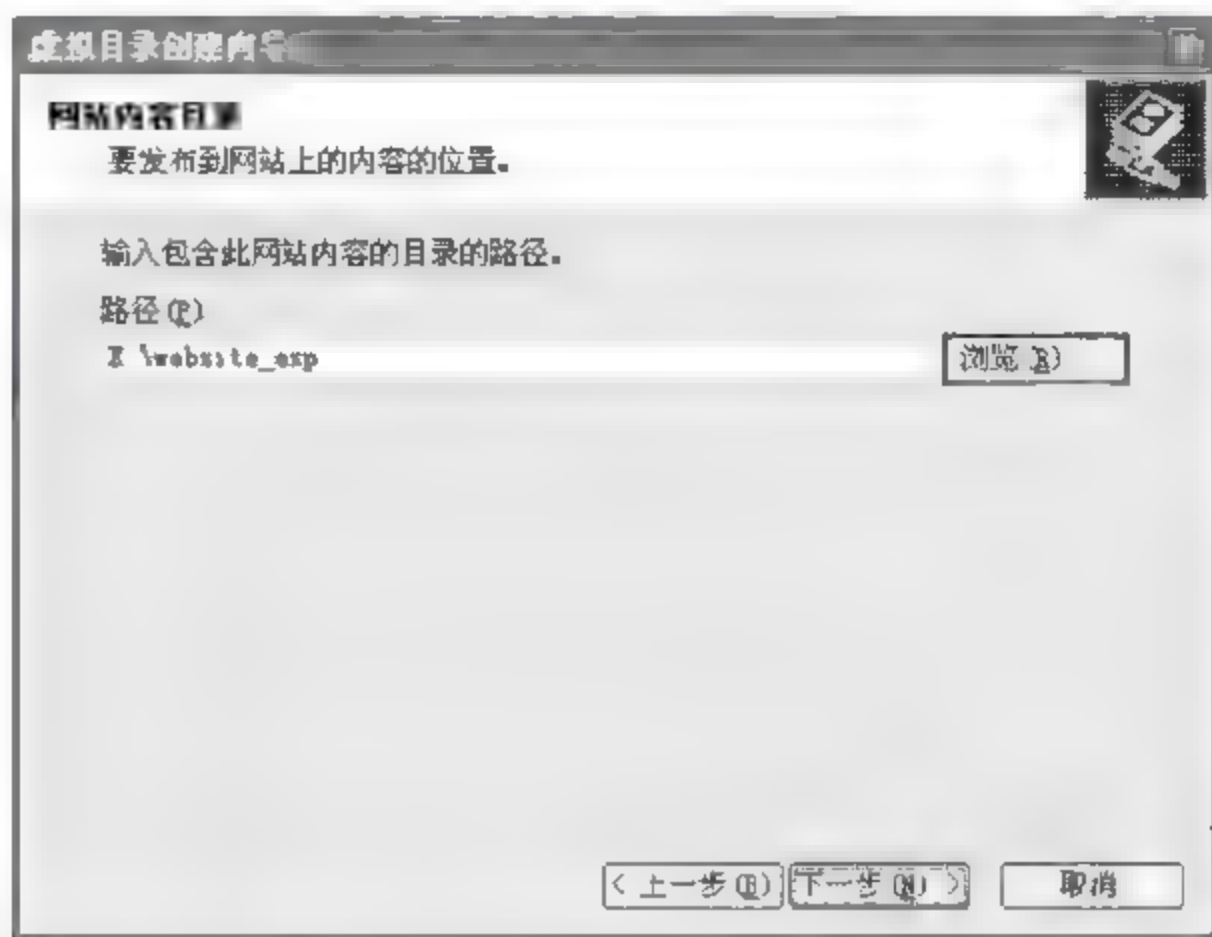 虚拟目录创建向导
网站内容目录
要发布到网站上的内容的位置。
输入包含此网站内容的目录的路径。
路径(P)
\website_exp
浏览(R)
< 上一步(B)
下一步(N) >
取消